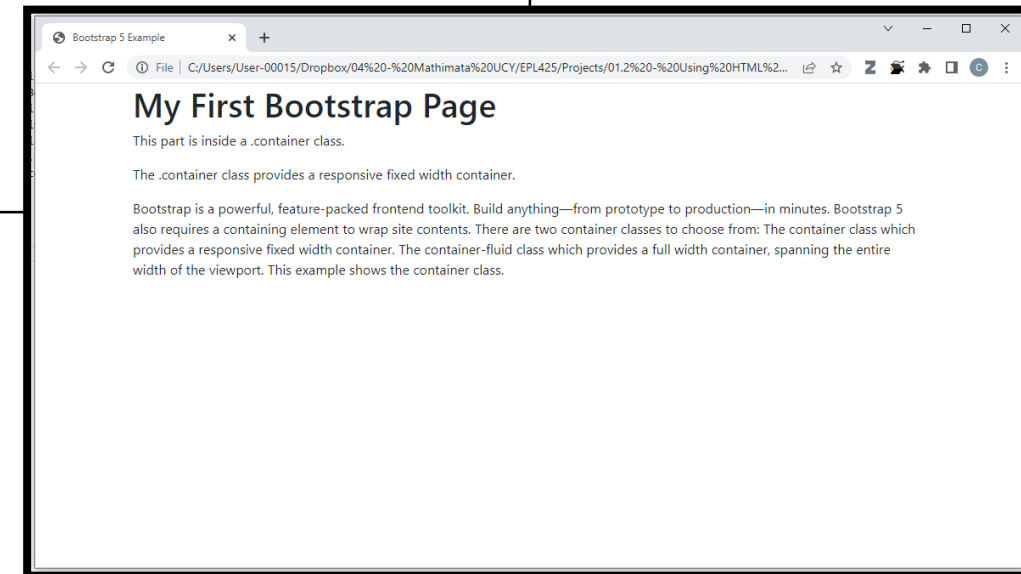 Bootstrap 5 Example
File | C:/Users/User-00015/Dropbox/04%20-%20Mathimata%20UCY/EPL425/Projects/01.2%20-%20Using%20HTML%2...
Z
C
My First Bootstrap Page
This part is inside a .container class.
The .container class provides a responsive fixed width container.
Bootstrap is a powerful, feature-packed frontend toolkit. Build anything—from prototype to production—in minutes. Bootstrap 5
also requires a containing element to wrap site contents. There are two container classes to choose from: The container class which
provides a responsive fixed width container. The container-fluid class which provides a full width container, spanning the entire
width of the viewport. This example shows the container class.